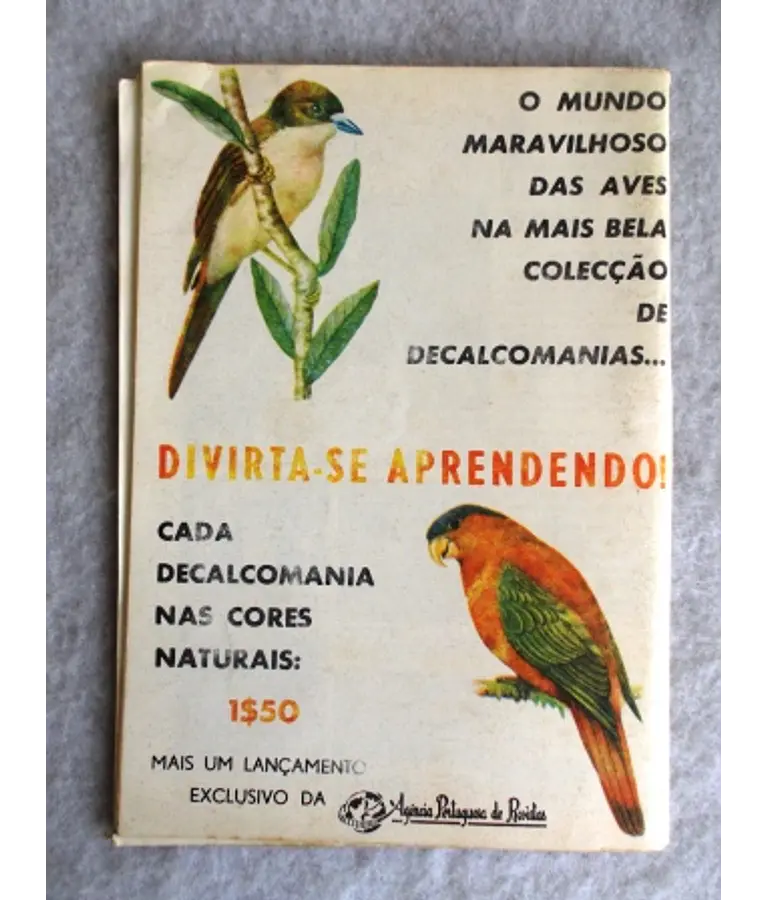 O MUNDO
MARAVILHOSO
DAS AVES
NA MAIS BELA
COLECÇÃO
DE
DECALCOMANIAS...
DIVIRTA-SE APRENDENDO!
CADA
DECALCOMANIA
NAS CORES
NATURAIS:
1$50
MAIS UM LANÇAMENTO
EXCLUSIVO DA
Agência Portuguesa de Revistas